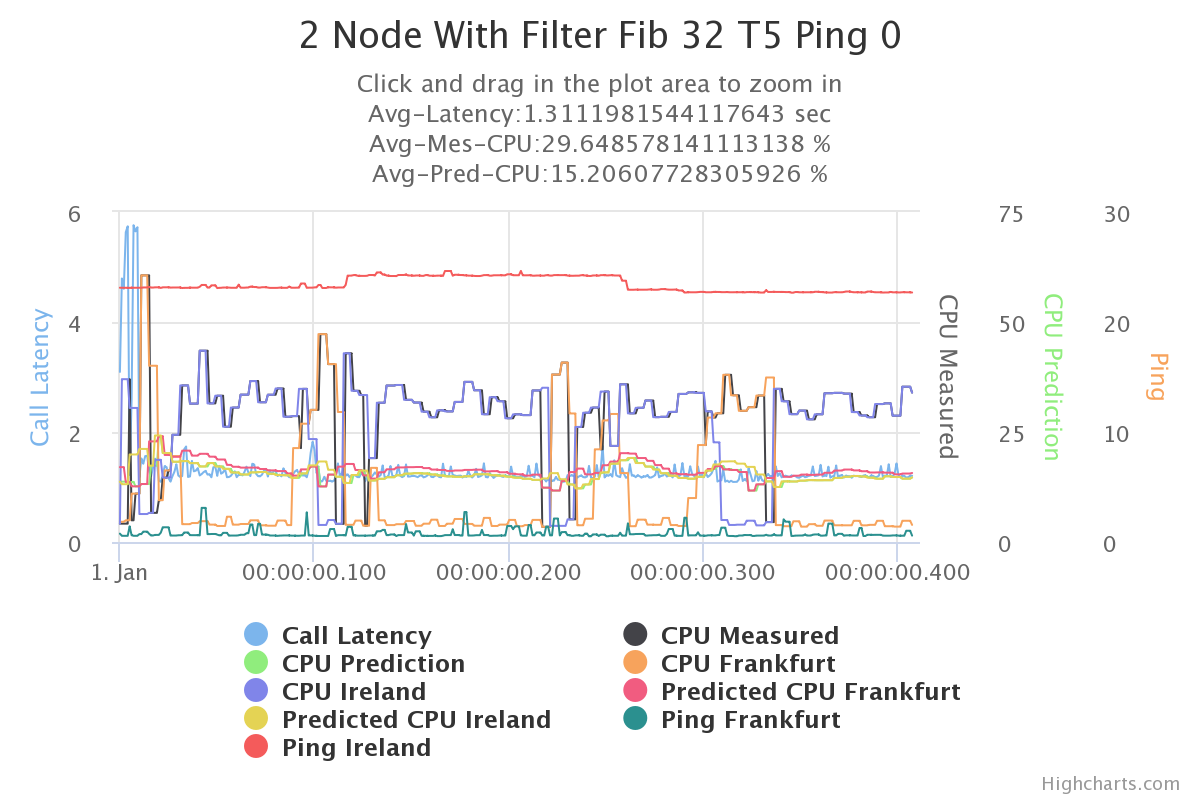 2 Node With Filter Fib 32 T5 Ping 0
Click and drag in the plot area to zoom in
Avg-Latency:1.3111981544117643 sec
Avg-Mes-CPU:29.648578141113138 %
Avg-Pred-CPU:15.20607728305926 %
Call Latency
6
4
2
0
75
50
25
0
CPU Measured
CPU Prediction
30
20
10
0
Ping
1. Jan
00:00:00.100
00:00:00.200
00:00:00.300
00:00:00.400
Call Latency
CPU Measured
CPU Prediction
CPU Frankfurt
CPU Ireland
Predicted CPU Frankfurt
Predicted CPU Ireland
Ping Frankfurt
Ping Ireland
Highcharts.com